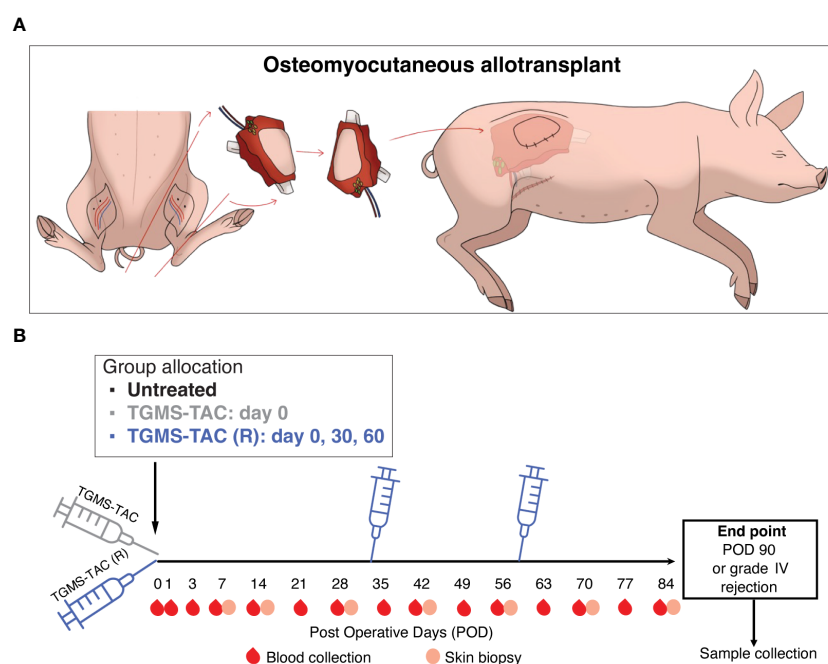 A
Osteomyocutaneous allotransplant
B
Group allocation
▪ Untreated
▪ TGMS-TAC: day 0
▪ TGMS-TAC (R): day 0, 30, 60
TGMS-TAC
TGMS-TAC (R)
0 1 3 7 14 21 28 35 42 49 56 63 70 77 84
Post Operative Days (POD)
Blood collection Skin biopsy
End point
POD 90
or grade IV
rejection
Sample collection